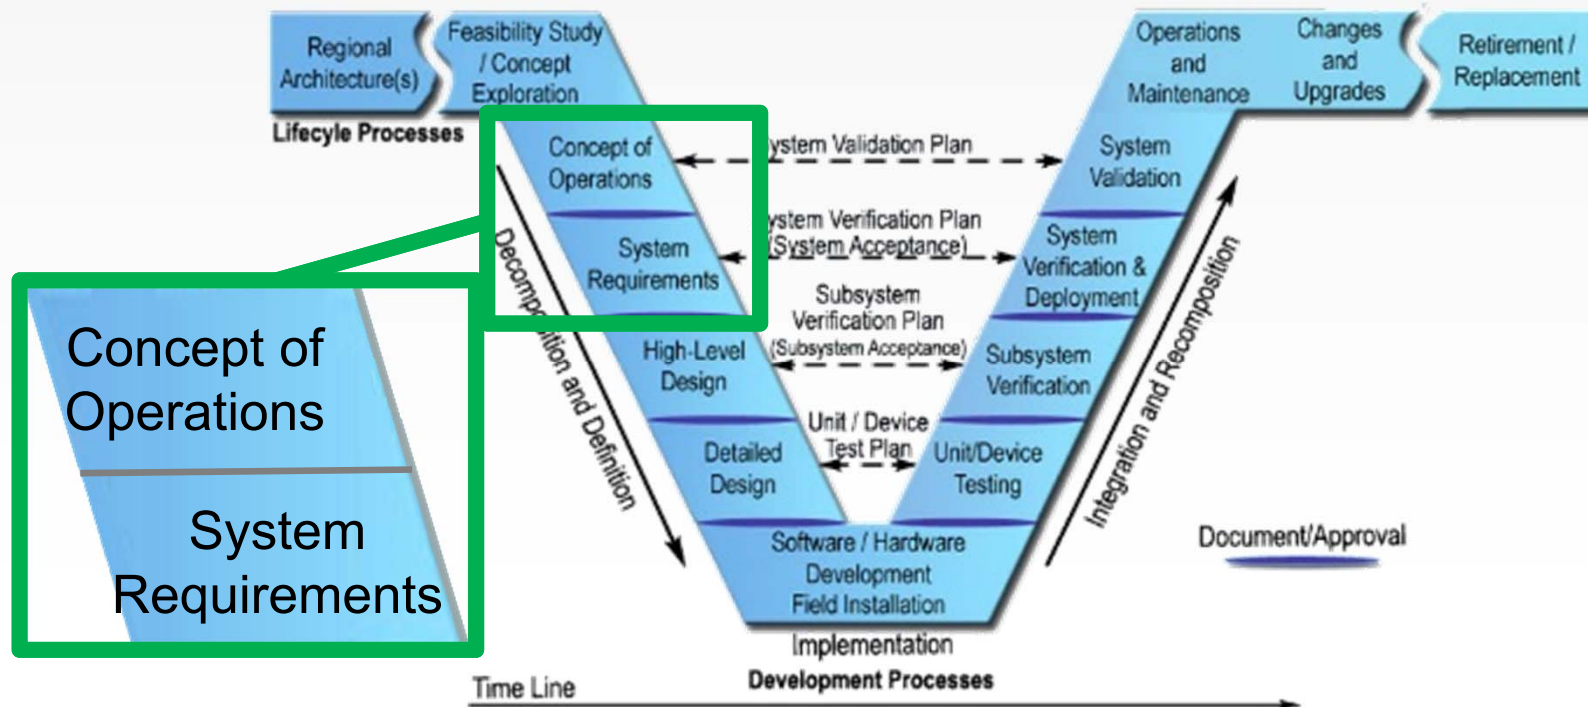 Regional
Architecture(s)
Feasibility Study
/ Concept
Exploration
Operations
and
Maintenance
Changes
and
Upgrades
Retirement /
Replacement
Lifecyle Processes
Concept of
Operations
ystem Validation Plan
System
Validation
System
Requirements
ystem Verification Plan
(System Acceptance)
System
Verification &
Deployment
Decomp ition and Definition
Subsystem
Verification Plan
(Subsystem Acceptance)
High-Level
Design
Subsystem
Verification
Integration and Recomposition
Concept of
Operations
System
Requirements
Unit / Device
Test Plan
Detailed
Design
Unit/Device
Testing
Software / Hardware
Development
Field Installation
Document/Approval
Implementation
Development Processes
Time Line